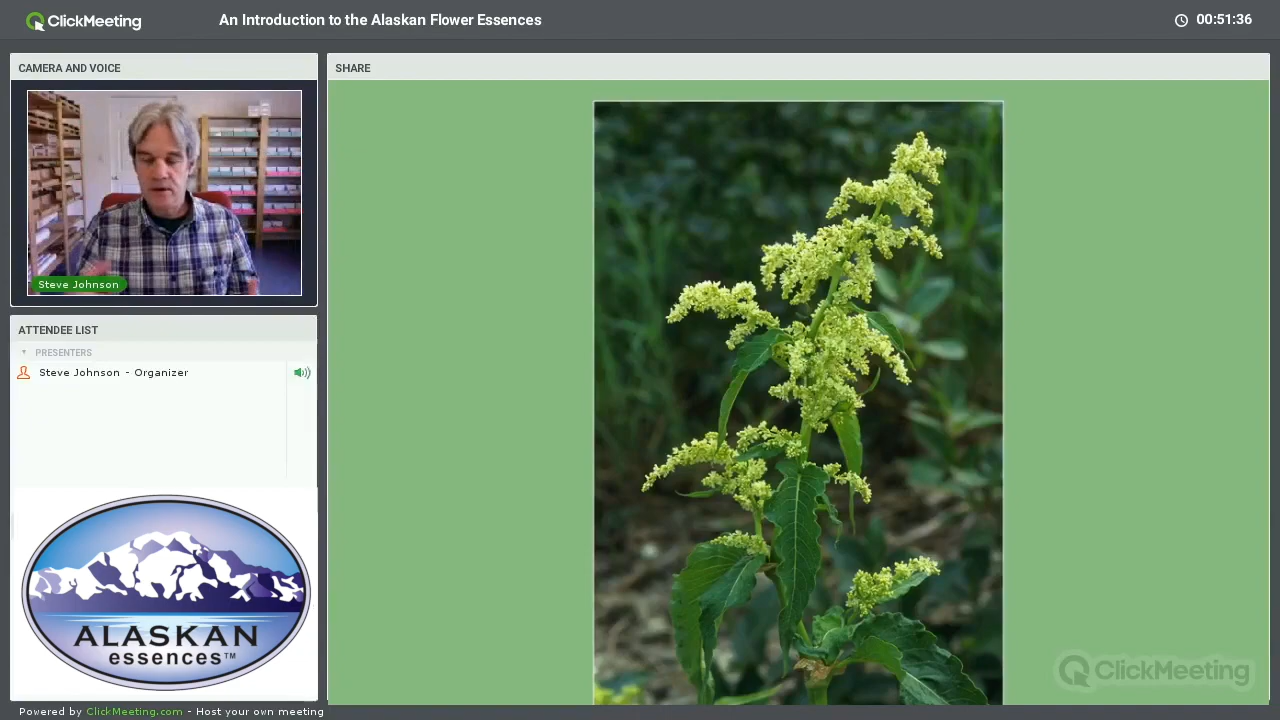 ClickMeeting
An Introduction to the Alaskan Flower Essences
00:51:36
CAMERA AND VOICE
SHARE
Steve Johnson
ATTENDEE LIST
PRESENTERS
Steve Johnson - Organizer
ALASKAN
essences™
ClickMeeting
Powered by ClickMeeting.com - Host your own meeting